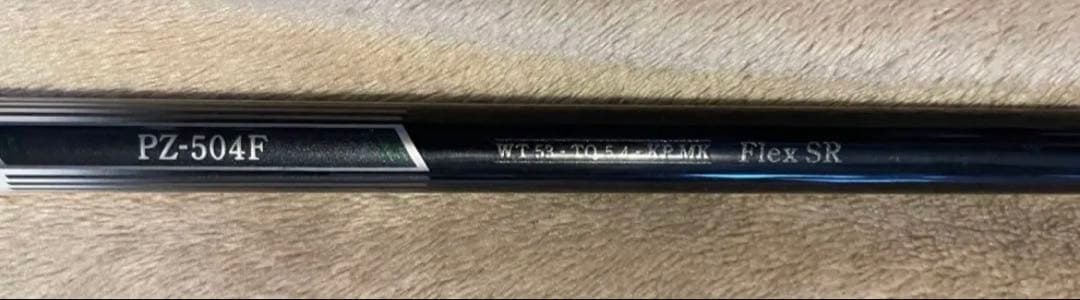 PZ-504F WT 53 - TQ 5.4 - KP MK Flex SR